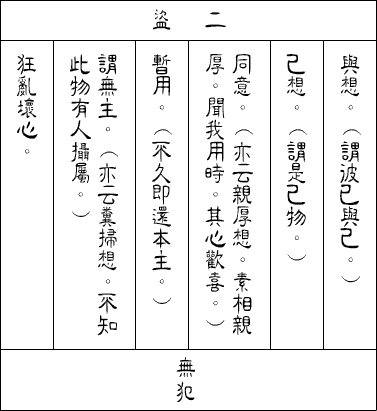 二盜
與想。（謂彼已與己。）
己想。（謂是己物。）
同意。（亦云親厚想。素相親
厚。聞我用時。其心歡喜。）
暫用。（不久即還本主。）
謂無主。（亦云糞掃想。不知
此物有人攝屬。）
狂亂壞心。
無犯